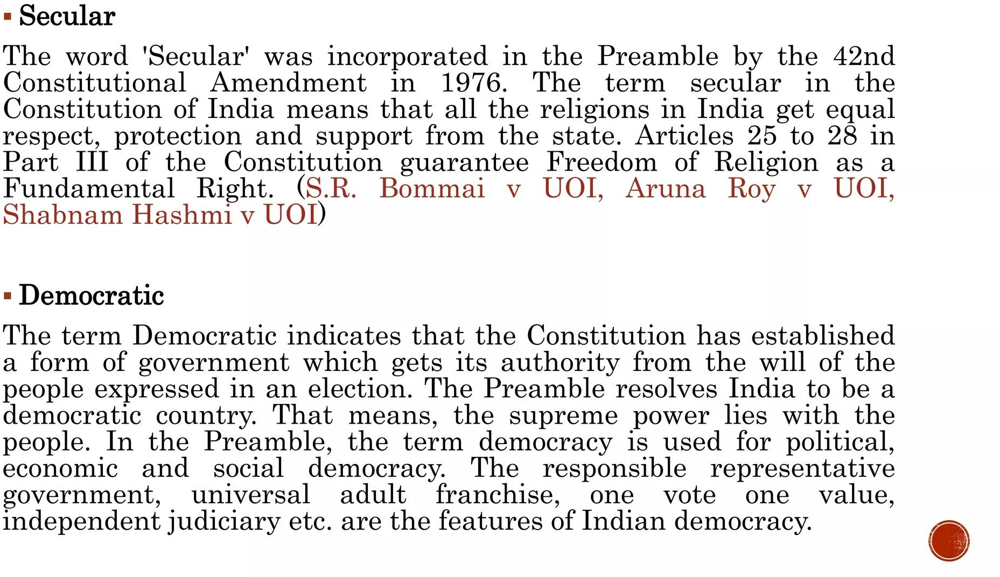 ▪ Secular
The word 'Secular' was incorporated in the Preamble by the 42nd
Constitutional Amendment in 1976. The term secular in the
Constitution of India means that all the religions in India get equal
respect, protection and support from the state. Articles 25 to 28 in
Part III of the Constitution guarantee Freedom of Religion as a
Fundamental Right. (S.R. Bommai v UOI, Aruna Roy v UOI,
Shabnam Hashmi v UOI)
▪ Democratic
The term Democratic indicates that the Constitution has established
a form of government which gets its authority from the will of the
people expressed in an election. The Preamble resolves India to be a
democratic country. That means, the supreme power lies with the
people. In the Preamble, the term democracy is used for political,
economic and social democracy. The responsible representative
government, universal adult franchise, one vote one value,
independent judiciary etc. are the features of Indian democracy.